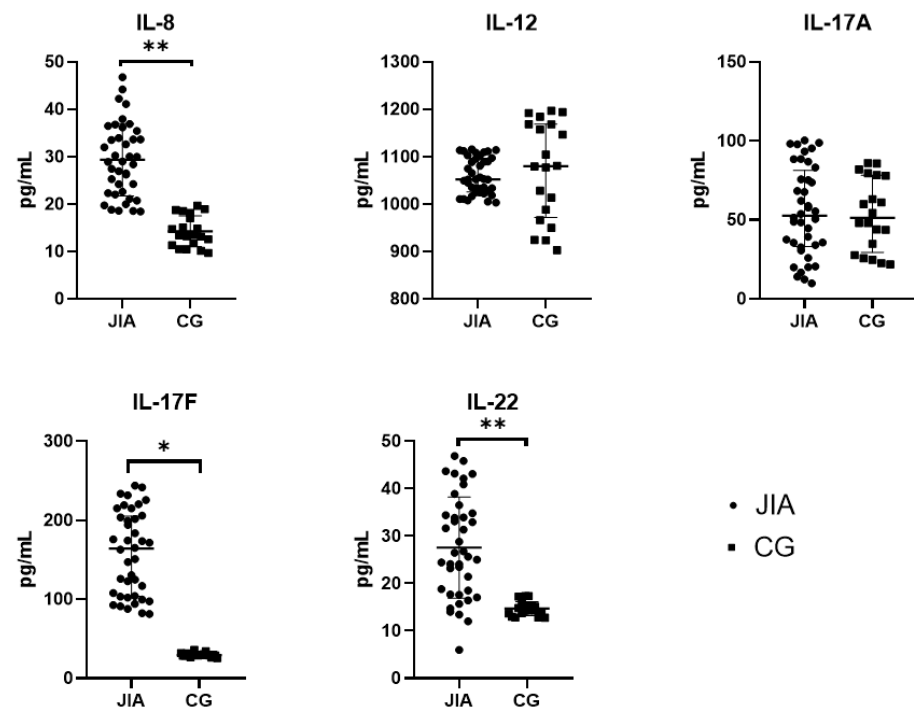 IL-8
**
pg/mL
50
40
30
20
10
0
JIA
CG
IL-12
pg/mL
1300
1200
1100
1000
900
800
JIA
CG
IL-17A
pg/mL
150
100
50
0
JIA
CG
IL-17F
*
pg/mL
300
200
100
0
JIA
CG
IL-22
**
pg/mL
50
40
30
20
10
0
JIA
CG
JIA
CG